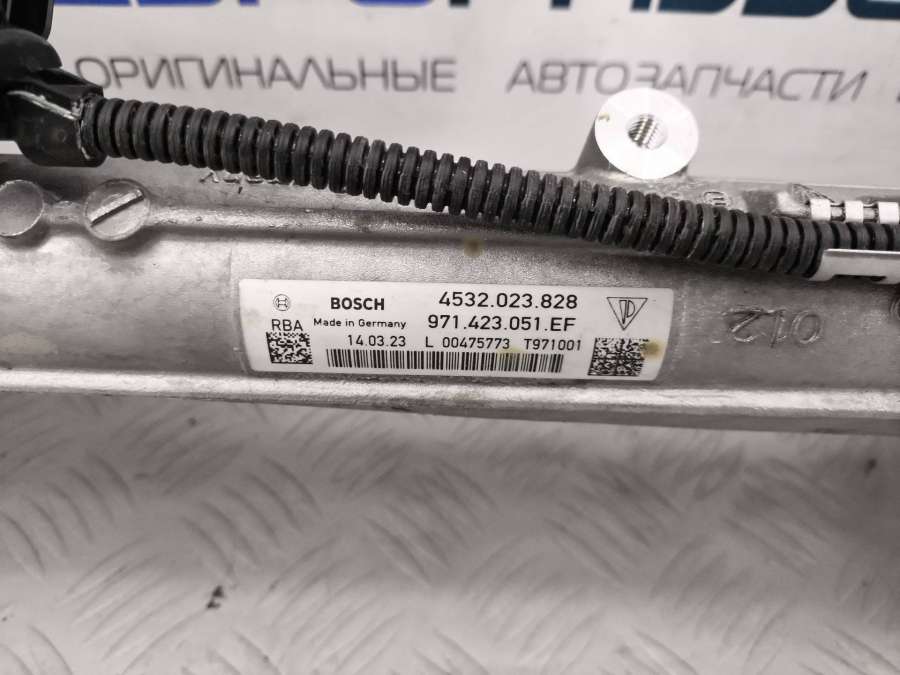 ОРИГИНАЛЬНЫЕ АВТОЗАПЧАСТИ
BOSCH 4532.023.828
RBA Made in Germany 971.423.051.EF
14.03.23 L 00475773 T971001
012